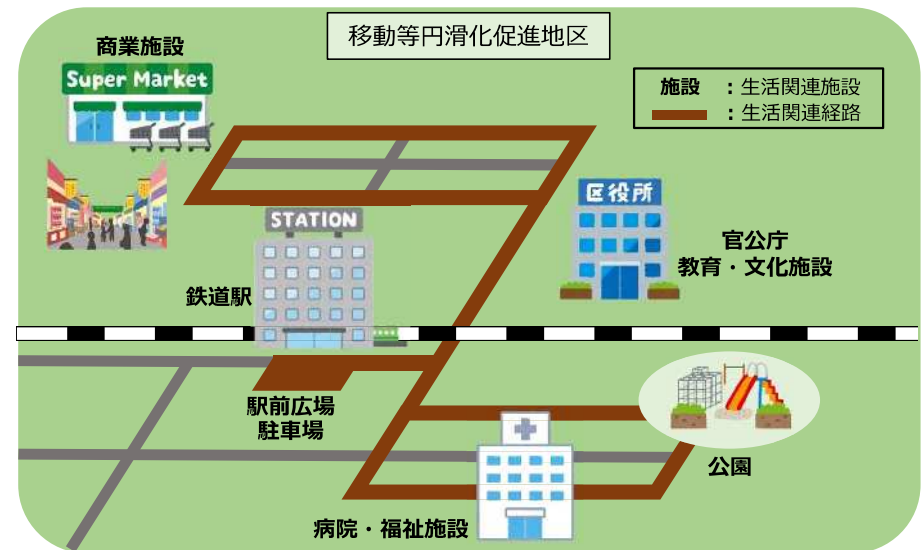 移動等円滑化促進地区
商業施設
Super Market
施設 ：生活関連施設
：生活関連経路
STATION
区役所
官公庁
教育・文化施設
鉄道駅
駅前広場
駐車場
公園
病院・福祉施設